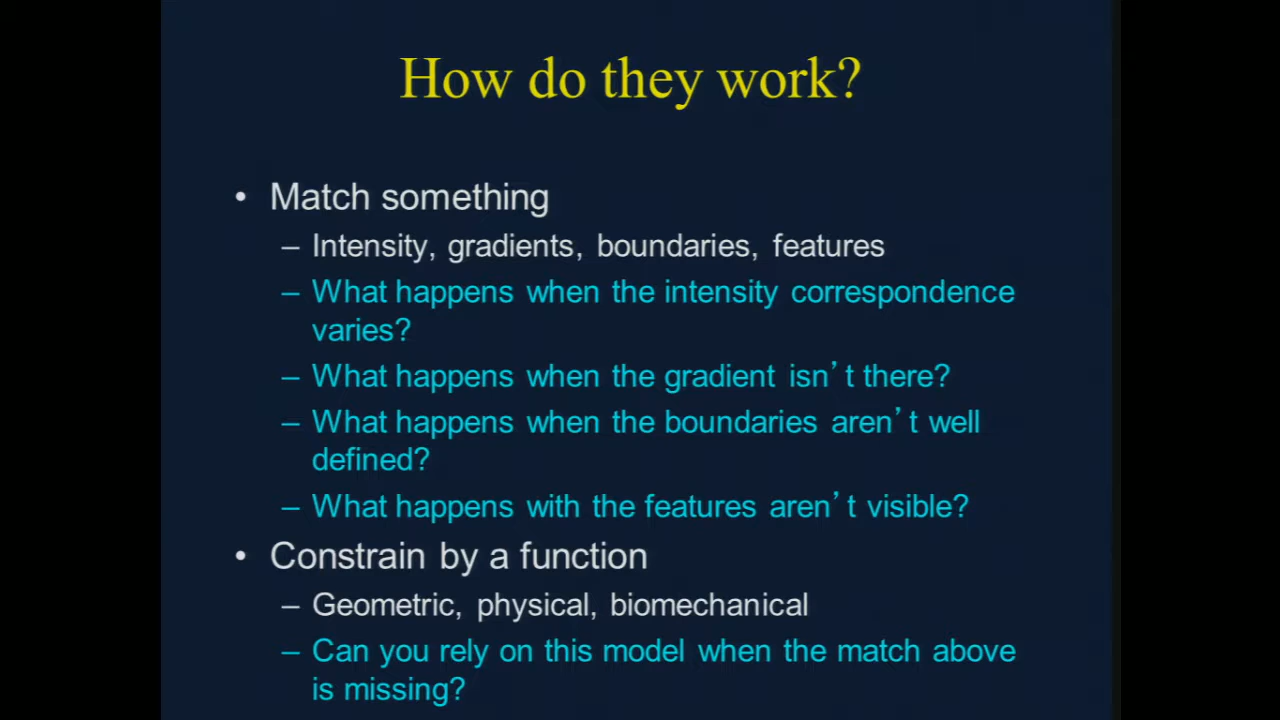 How do they work?
• Match something
– Intensity, gradients, boundaries, features
– What happens when the intensity correspondence
varies?
– What happens when the gradient isn’t there?
– What happens when the boundaries aren’t well
defined?
– What happens with the features aren’t visible?
• Constrain by a function
– Geometric, physical, biomechanical
– Can you rely on this model when the match above
is missing?